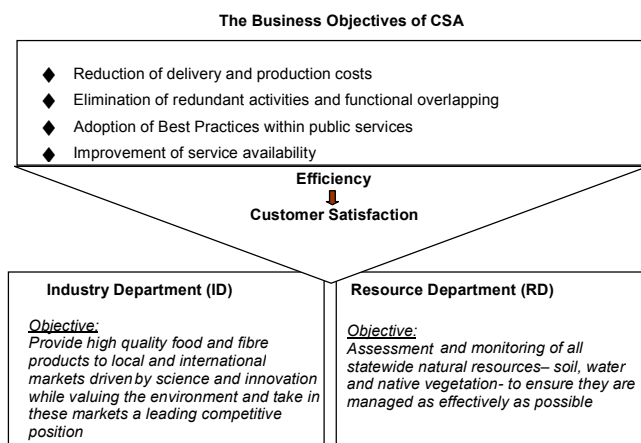 The Business Objectives of CSA
♦ Reduction of delivery and production costs
♦ Elimination of redundant activities and functional overlapping
♦ Adoption of Best Practices within public services
♦ Improvement of service availability
Efficiency
Customer Satisfaction
Industry Department (ID)
Objective:
Provide high quality food and fibre
products to local and international
markets driven by science and innovation
while valuing the environment and take in
these markets a leading competitive
position
Resource Department (RD)
Objective:
Assessment and monitoring of all
statewide natural resources– soil, water
and native vegetation- to ensure they are
managed as effectively as possible